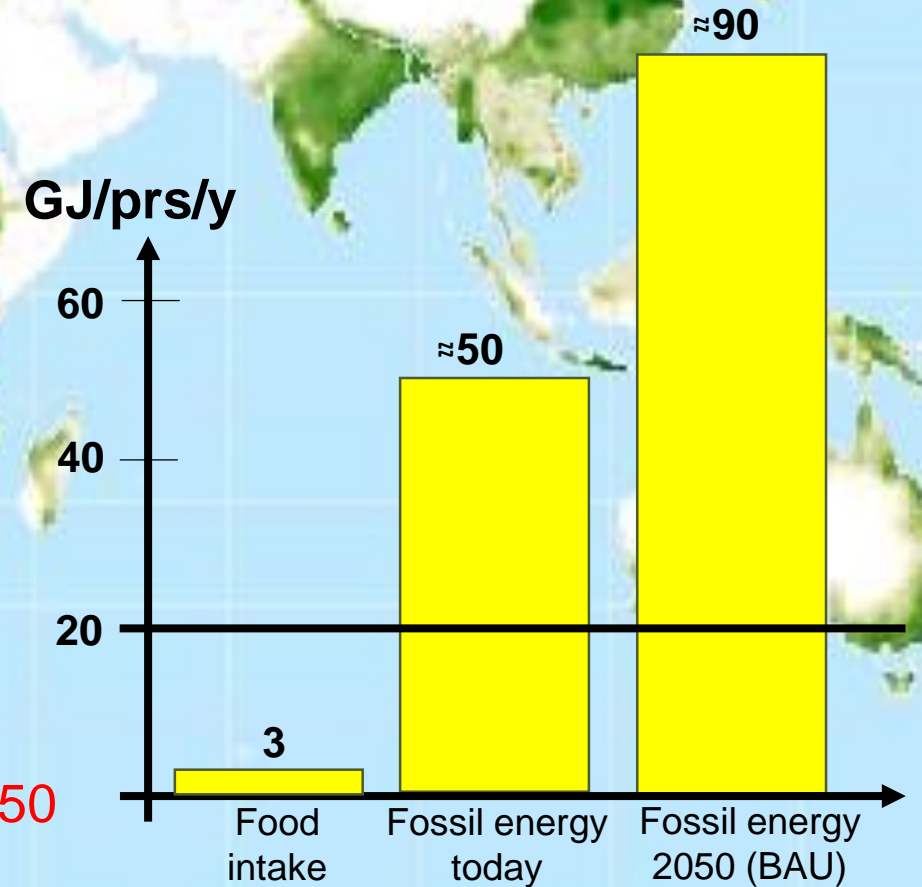 ≈90
GJ/prs/y
60
≈50
40
20
3
50
Food intake
Fossil energy today
Fossil energy 2050 (BAU)